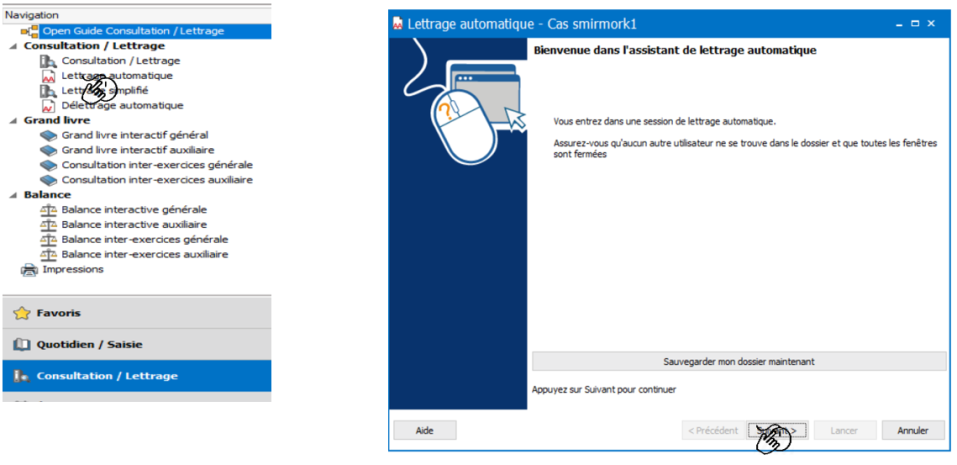 Navigation
Open Guide Consultation / Lettrage
Consultation / Lettrage
Consultation / Lettrage
Lettrage automatique
simplifié
Délettrage automatique
Grand livre
Grand livre interactif général
Grand livre interactif auxiliaire
Consultation inter-exercices générale
Consultation inter-exercices auxiliaire
Balance
Balance interactive générale
Balance interactive auxiliaire
Balance inter-exercices générale
Balance inter-exercices auxiliaire
Impressions
Favoris
Quotidien / Saisie
Consultation / Lettrage
Lettrage automatique - Cas smirmork1
Bienvenue dans l'assistant de lettrage automatique
Vous entrez dans une session de lettrage automatique.
Assurez-vous qu'aucun autre utilisateur ne se trouve dans le dossier et que toutes les fenêtres
sont fermées
Sauvegarder mon dossier maintenant
Appuyez sur Suivant pour continuer
Aide
< Précédent
Lancer
Annuler